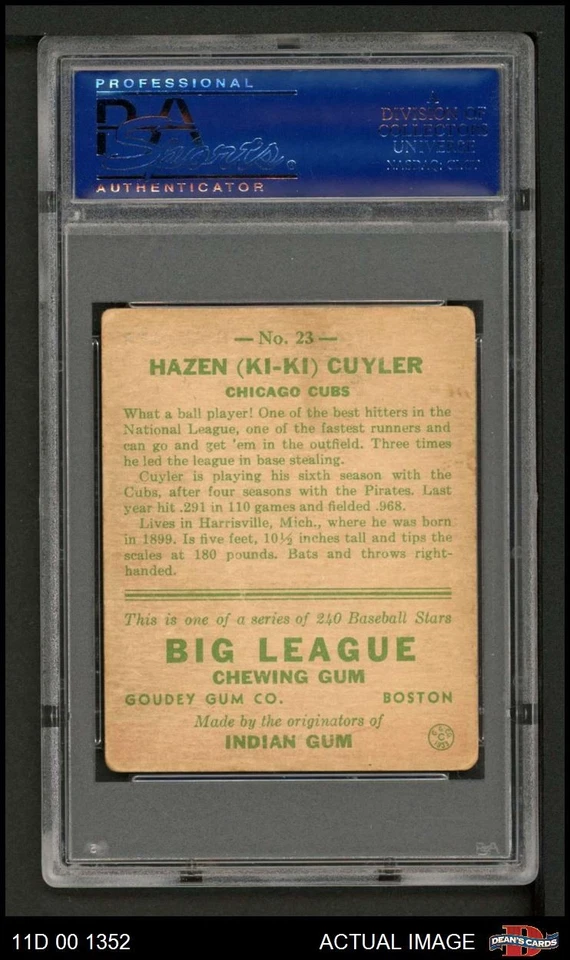 PROFESSIONAL
PSA
Sports
AUTHENTICATOR
A
DIVISION OF
COLLECTORS
UNIVERSE
NASDAQ: CLCT
— No. 23 —
HAZEN (KI-KI) CUYLER
CHICAGO CUBS
What a ball player! One of the best hitters in the
National League, one of the fastest runners and
can go and get 'em in the outfield. Three times
he led the league in base stealing.
Cuyler is playing his sixth season with the
Cubs, after four seasons with the Pirates. Last
year hit .291 in 110 games and fielded .968.
Lives in Harrisville, Mich., where he was born
in 1899. Is five feet, 10½ inches tall and tips the
scales at 180 pounds. Bats and throws right-
handed.
This is one of a series of 240 Baseball Stars
BIG LEAGUE
CHEWING GUM
GOUDEY GUM CO. BOSTON
Made by the originators of
INDIAN GUM
PSA
11D 00 1352
ACTUAL IMAGE
D
DEAN'S CARDS